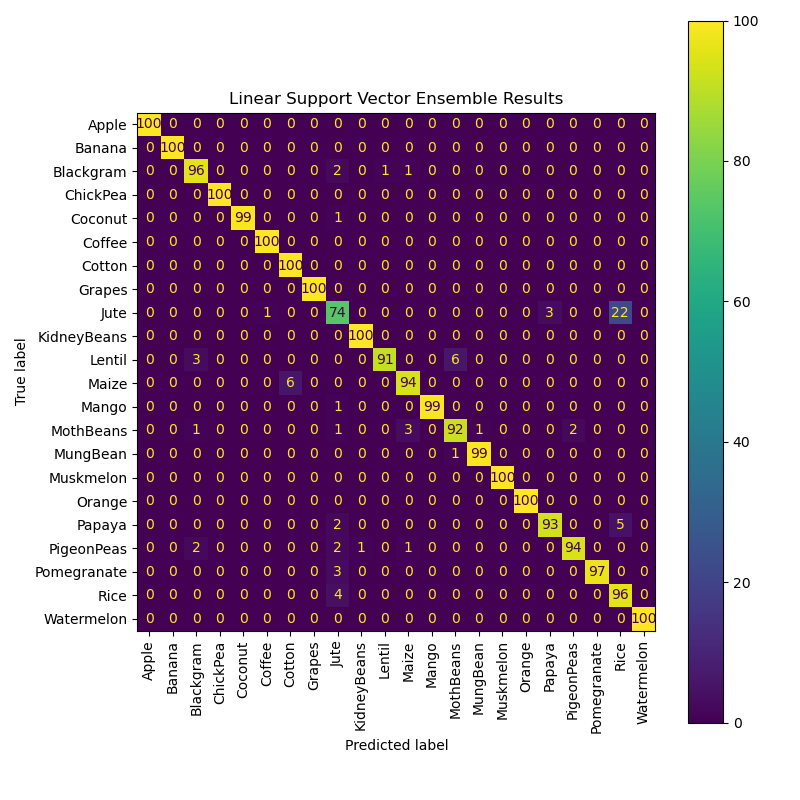 Linear Support Vector Ensemble Results
100
Apple 100 0 0 0 0 0 0 0 0 0 0 0 0 0 0 0 0 0 0 0 0 0
Banana 0 100 0 0 0 0 0 0 0 0 0 0 0 0 0 0 0 0 0 0 0 0
Blackgram 0 0 96 0 0 0 0 0 2 0 1 1 0 0 0 0 0 0 0 0 0 0
80
ChickPea 0 0 0 100 0 0 0 0 0 0 0 0 0 0 0 0 0 0 0 0 0 0
Coconut 0 0 0 0 99 0 0 0 1 0 0 0 0 0 0 0 0 0 0 0 0 0
Coffee 0 0 0 0 0 100 0 0 0 0 0 0 0 0 0 0 0 0 0 0 0 0
Cotton 0 0 0 0 0 0 100 0 0 0 0 0 0 0 0 0 0 0 0 0 0 0
Grapes 0 0 0 0 0 0 0 100 0 0 0 0 0 0 0 0 0 0 0 0 0 0
60
Jute 0 0 0 0 0 1 0 0 74 0 0 0 0 0 0 0 0 3 0 0 22 0
KidneyBeans 0 0 0 0 0 0 0 0 0 100 0 0 0 0 0 0 0 0 0 0 0 0
Lentil 0 0 3 0 0 0 0 0 0 0 91 0 0 6 0 0 0 0 0 0 0 0
True label
Maize 0 0 0 0 0 0 6 0 0 0 0 94 0 0 0 0 0 0 0 0 0 0
Mango 0 0 0 0 0 0 0 0 1 0 0 0 99 0 0 0 0 0 0 0 0 0
MothBeans 0 0 1 0 0 0 0 0 1 0 0 3 0 92 1 0 0 0 2 0 0 0
40
MungBean 0 0 0 0 0 0 0 0 0 0 0 0 0 1 99 0 0 0 0 0 0 0
Muskmelon 0 0 0 0 0 0 0 0 0 0 0 0 0 0 0 100 0 0 0 0 0 0
Orange 0 0 0 0 0 0 0 0 0 0 0 0 0 0 0 0 100 0 0 0 0 0
Papaya 0 0 0 0 0 0 0 0 2 0 0 0 0 0 0 0 0 93 0 0 5 0
PigeonPeas 0 0 2 0 0 0 0 0 2 1 0 1 0 0 0 0 0 0 94 0 0 0
Pomegranate 0 0 0 0 0 0 0 0 3 0 0 0 0 0 0 0 0 0 0 97 0 0
20
Rice 0 0 0 0 0 0 0 0 4 0 0 0 0 0 0 0 0 0 0 0 96 0
Watermelon 0 0 0 0 0 0 0 0 0 0 0 0 0 0 0 0 0 0 0 0 0 100
Apple Banana Blackgram ChickPea Coconut Coffee Cotton Grapes Jute KidneyBeans Lentil Maize Mango MothBeans MungBean Muskmelon Orange Papaya PigeonPeas Pomegranate Rice Watermelon
0
Predicted label